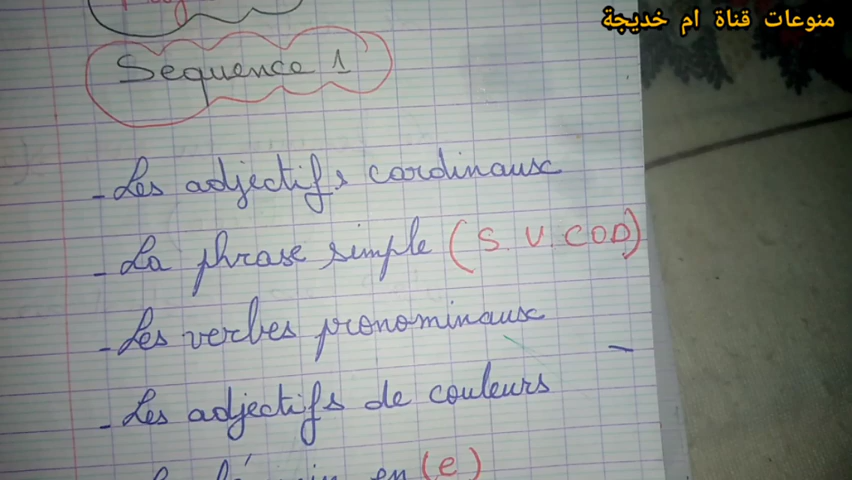 منوعات قناة ام خديجة
Sequence 1
- Les adjectifs cardinaux
- La phrase simple (S. V. COD)
- Les verbes pronominaux
- Les adjectifs de couleurs
en (e)